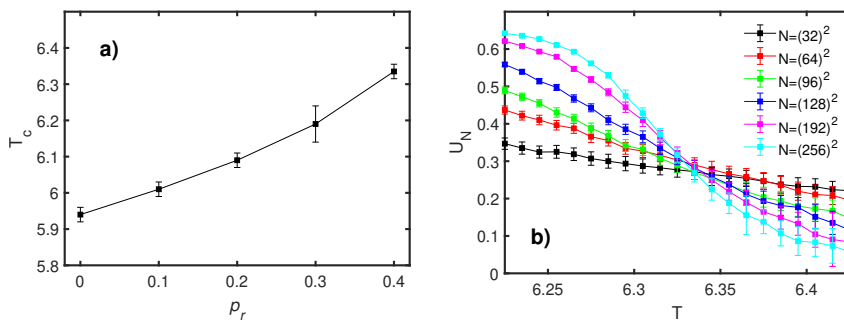 a)
6.4
6.3
6.2
6.1
6
5.9
5.8
T_c
0
0.1
0.2
0.3
0.4
p_r
b)
0.6
0.5
0.4
0.3
0.2
0.1
0
U_N
6.25
6.3
6.35
6.4
T
N=(32)²
N=(64)²
N=(96)²
N=(128)²
N=(192)²
N=(256)²